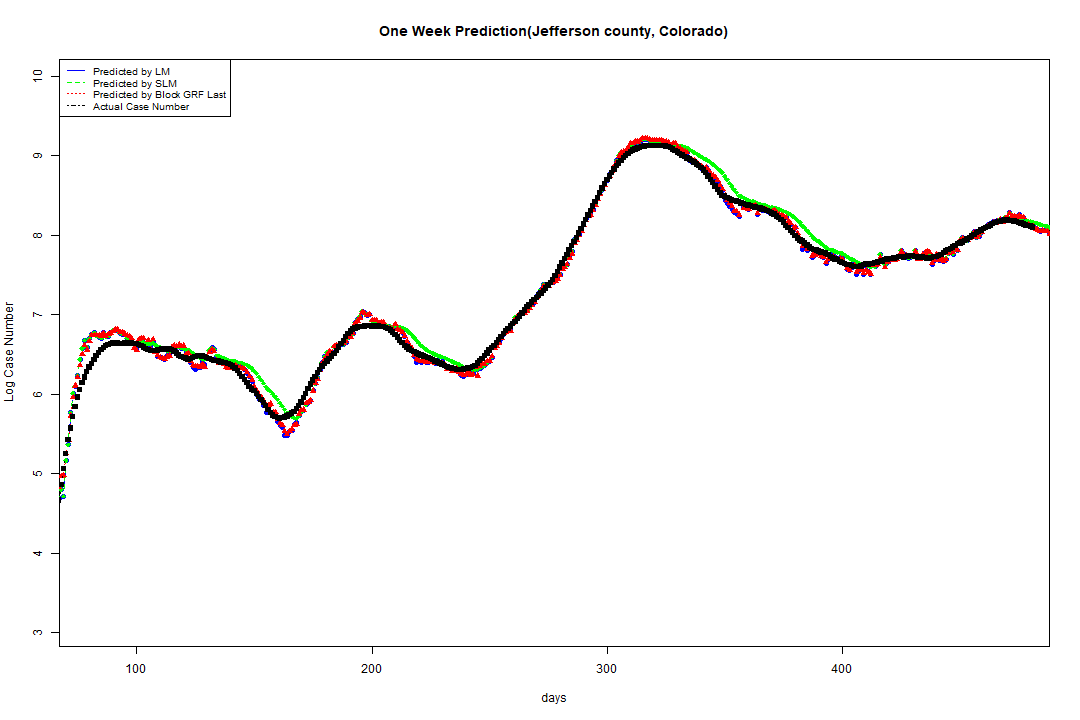 One Week Prediction(Jefferson county, Colorado)
Predicted by LM
Predicted by SLM
Predicted by Block GRF Last
Actual Case Number
10
9
8
7
6
5
4
3
Log Case Number
100 200 300 400
days